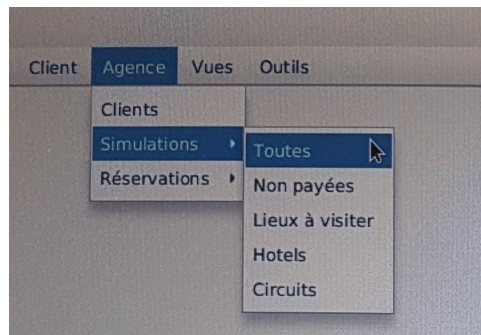 Client Agence Vues Outils
Clients
Simulations
Réservations
Toutes
Non payées
Lieux à visiter
Hotels
Circuits